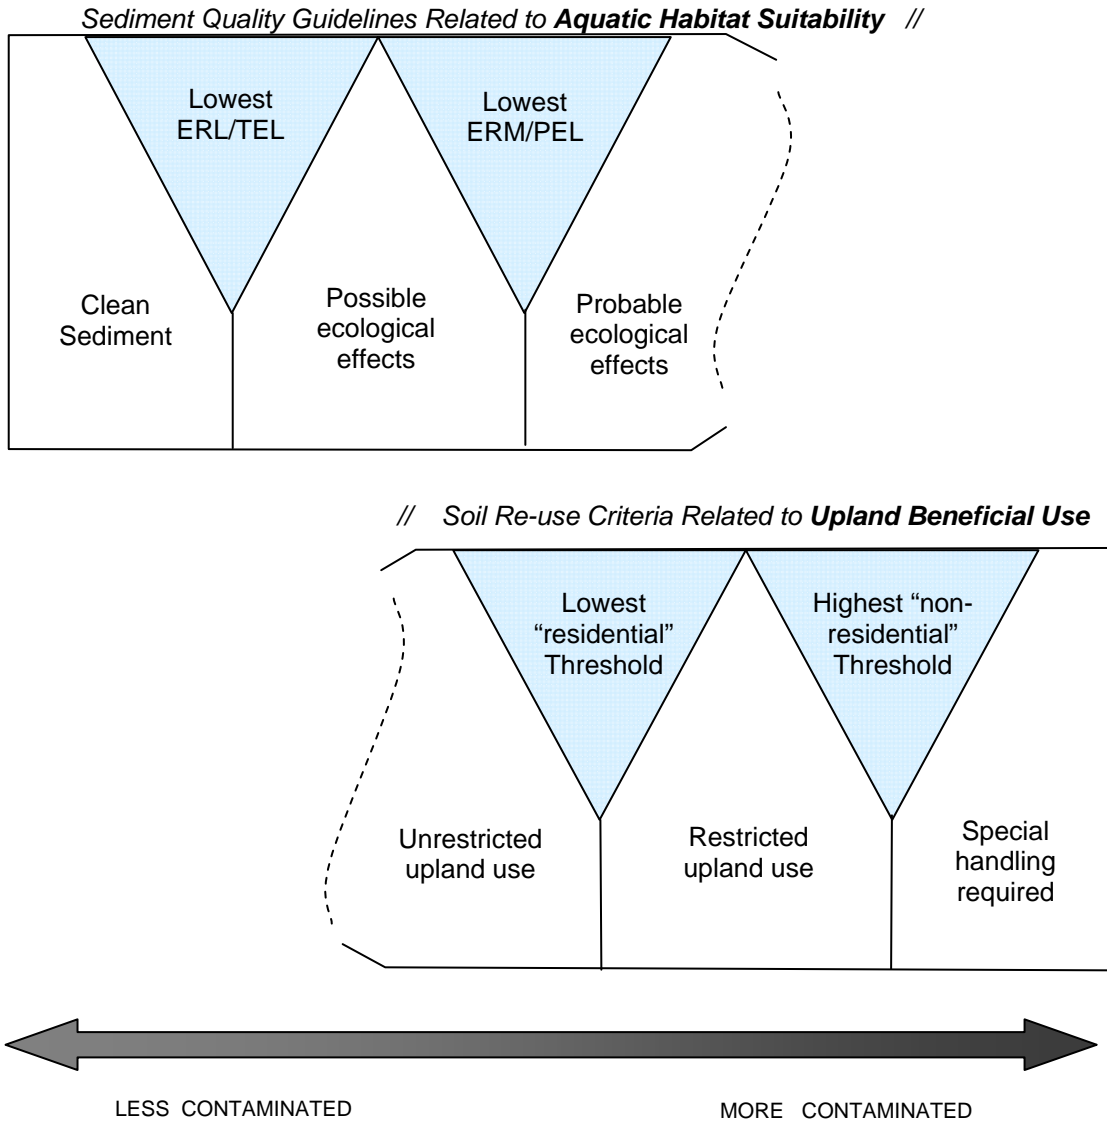 Sediment Quality Guidelines Related to Aquatic Habitat Suitability //
Lowest
ERL/TEL
Lowest
ERM/PEL
Clean
Sediment
Possible
ecological
effects
Probable
ecological
effects
// Soil Re-use Criteria Related to Upland Beneficial Use
Lowest
“residential”
Threshold
Highest “non-
residential”
Threshold
Unrestricted
upland use
Restricted
upland use
Special
handling
required
LESS CONTAMINATED
MORE CONTAMINATED